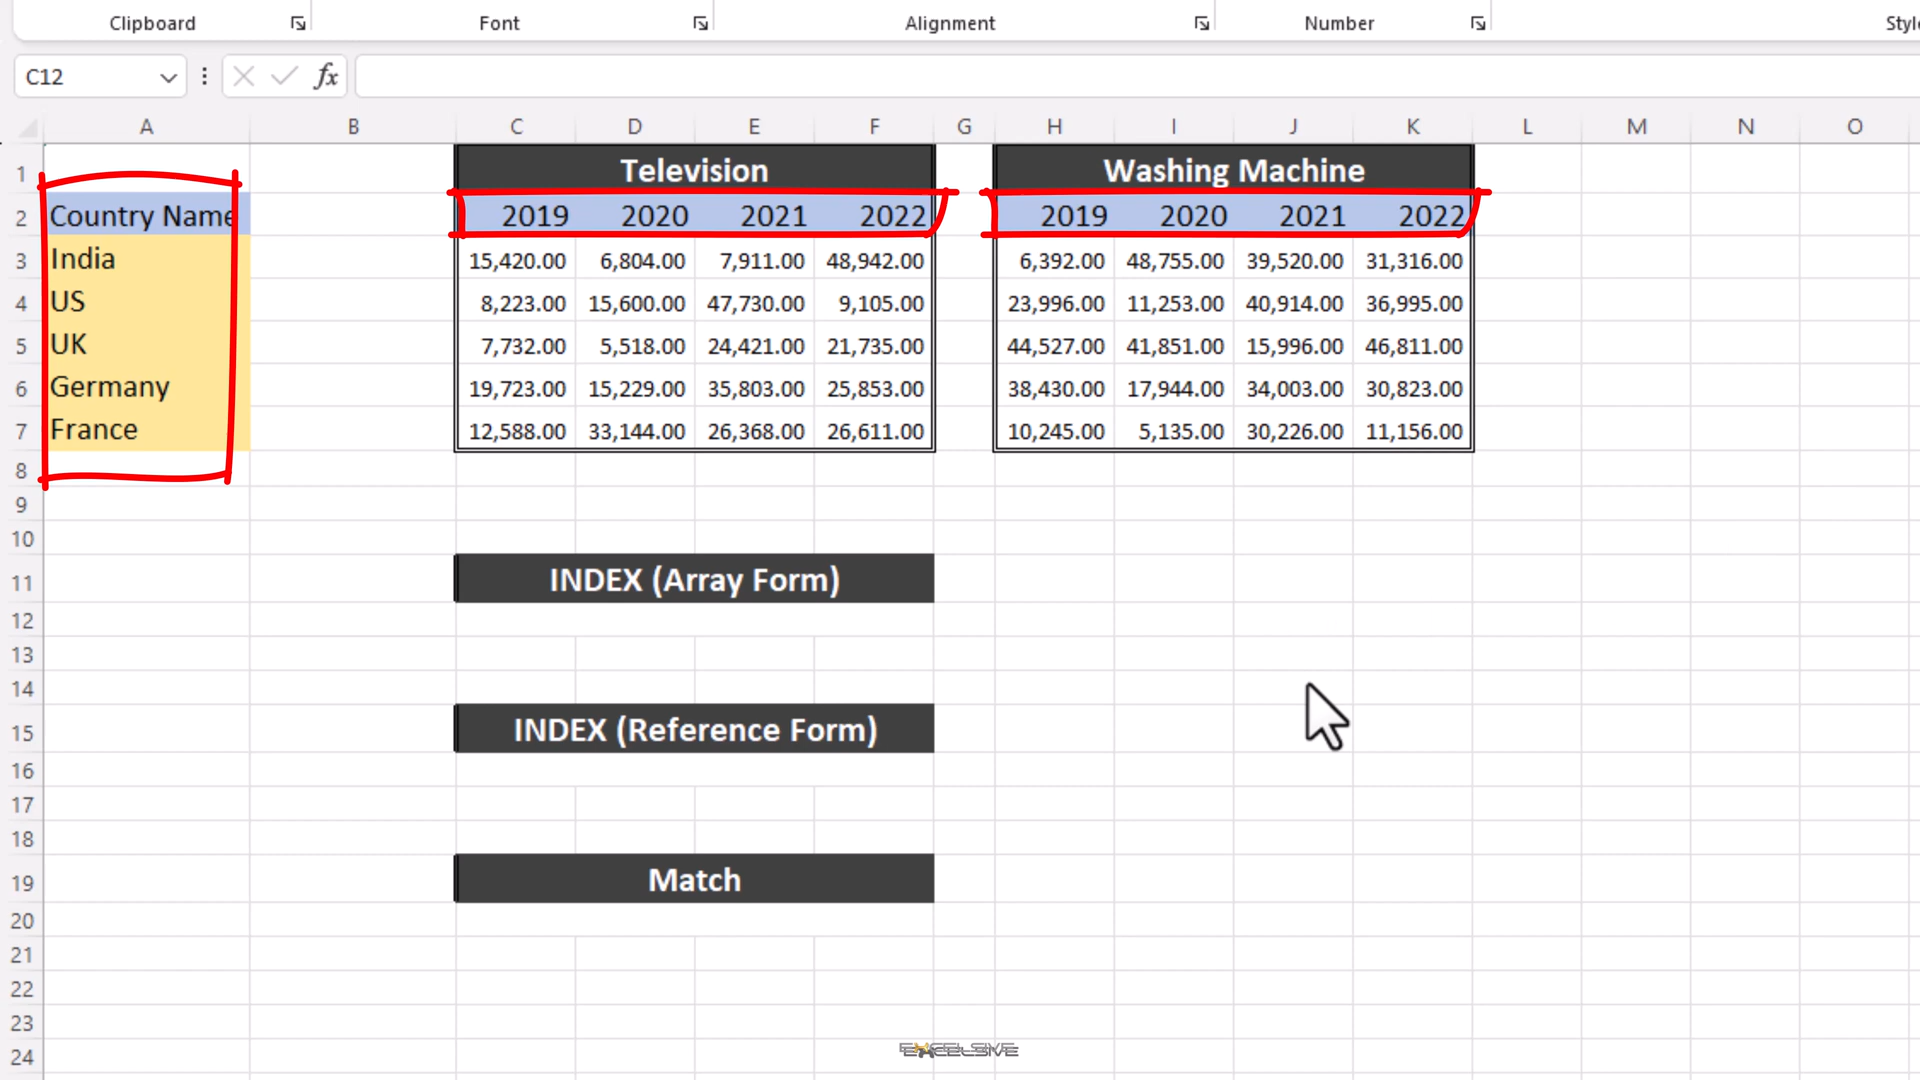 Clipboard Font Alignment Number Style
C12 fx
A B C D E F G H I J K L M N O
1 Television Washing Machine
2 Country Name 2019 2020 2021 2022 2019 2020 2021 2022
3 India 15,420.00 6,804.00 7,911.00 48,942.00 6,392.00 48,755.00 39,520.00 31,316.00
4 US 8,223.00 15,600.00 47,730.00 9,105.00 23,996.00 11,253.00 40,914.00 36,995.00
5 UK 7,732.00 5,518.00 24,421.00 21,735.00 44,527.00 41,851.00 15,996.00 46,811.00
6 Germany 19,723.00 15,229.00 35,803.00 25,853.00 38,430.00 17,944.00 34,003.00 30,823.00
7 France 12,588.00 33,144.00 26,368.00 26,611.00 10,245.00 5,135.00 30,226.00 11,156.00
8
9
10
11 INDEX (Array Form)
12
13
14
15 INDEX (Reference Form)
16
17
18
19 Match
20
21
22
23
24
EXCELSIVE